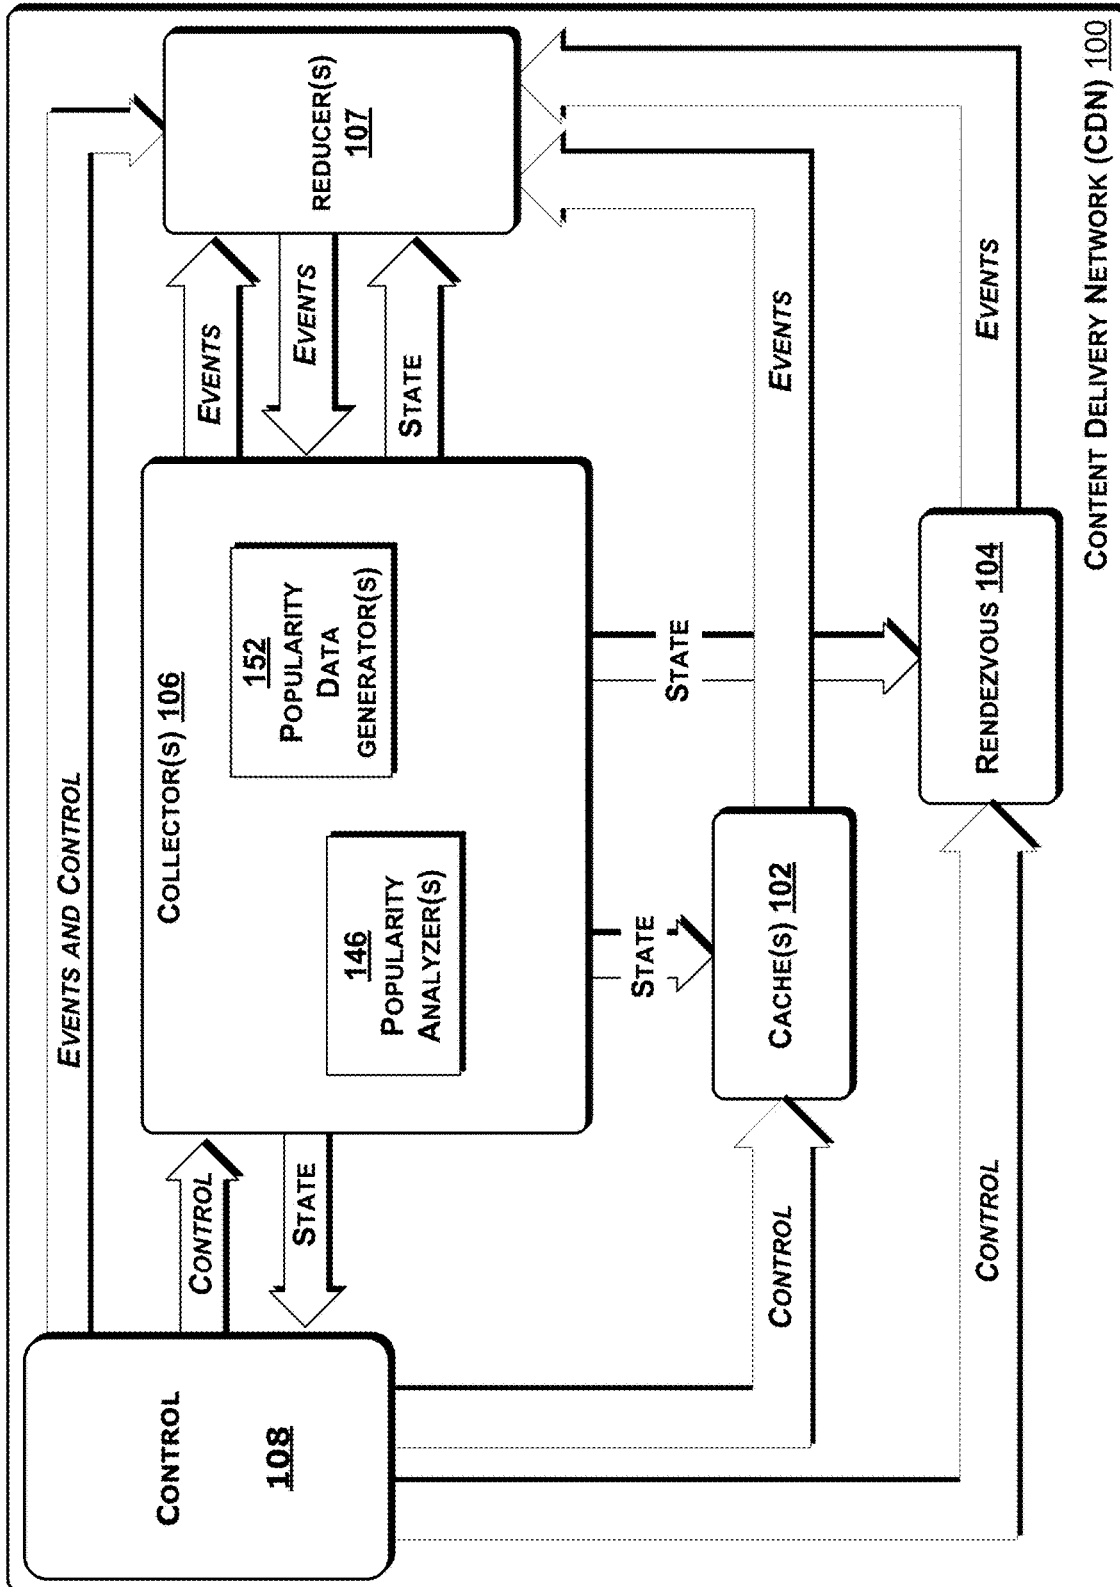 EVENTS AND CONTROL
CONTROL
108
CONTROL
STATE
COLLECTOR(S) 106
146
POPULARITY
ANALYZER(S)
152
POPULARITY
DATA
GENERATOR(S)
EVENTS
EVENTS
STATE
REDUCER(S)
107
STATE
STATE
CACHE(S) 102
CONTROL
EVENTS
RENDEZVOUS 104
CONTROL
EVENTS
CONTENT DELIVERY NETWORK (CDN) 100